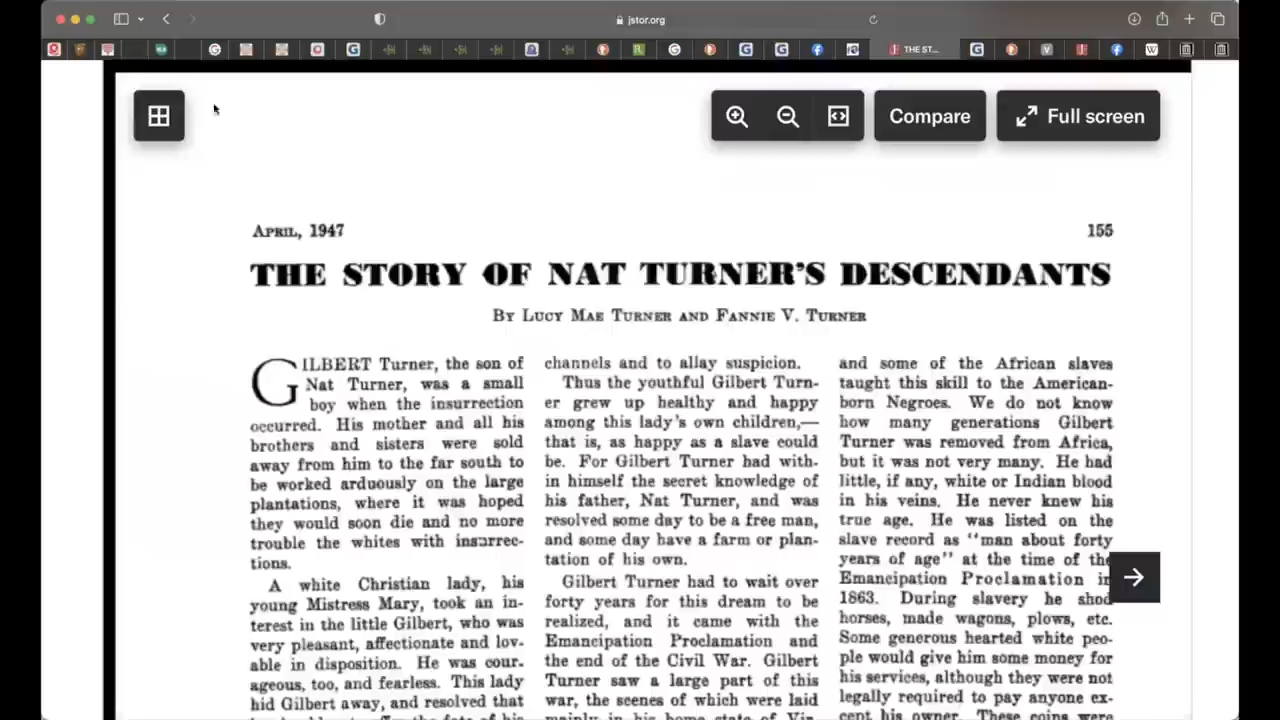 jstor.org
THE ST...
Compare
Full screen
APRIL, 1947
155
THE STORY OF NAT TURNER'S DESCENDANTS
BY LUCY MAE TURNER AND FANNIE V. TURNER
GILBERT Turner, the son of
Nat Turner, was a small
boy when the insurrection
occurred. His mother and all his
brothers and sisters were sold
away from him to the far south to
be worked arduously on the large
plantations, where it was hoped
they would soon die and no more
trouble the whites with insurrec-
tions.
A white Christian lady, his
young Mistress Mary, took an in-
terest in the little Gilbert, who was
very pleasant, affectionate and lov-
able in disposition. He was cour-
ageous, too, and fearless. This lady
hid Gilbert away, and resolved that
channels and to allay suspicion.
Thus the youthful Gilbert Turn-
er grew up healthy and happy
among this lady's own children,—
that is, as happy as a slave could
be. For Gilbert Turner had with-
in himself the secret knowledge of
his father, Nat Turner, and was
resolved some day to be a free man,
and some day have a farm or plan-
tation of his own.
Gilbert Turner had to wait over
forty years for this dream to be
realized, and it came with the
Emancipation Proclamation and
the end of the Civil War. Gilbert
Turner saw a large part of this
war, the scenes of which were laid
mainly in his home state of Vir-
and some of the African slaves
taught this skill to the American-
born Negroes. We do not know
how many generations Gilbert
Turner was removed from Africa,
but it was not very many. He had
little, if any, white or Indian blood
in his veins. He never knew his
true age. He was listed on the
slave record as "man about forty
years of age" at the time of the
Emancipation Proclamation in
1863. During slavery he shod
horses, made wagons, plows, etc.
Some generous hearted white peo-
ple would give him some money for
his services, although they were not
legally required to pay anyone ex-
cept his owner. These coins were